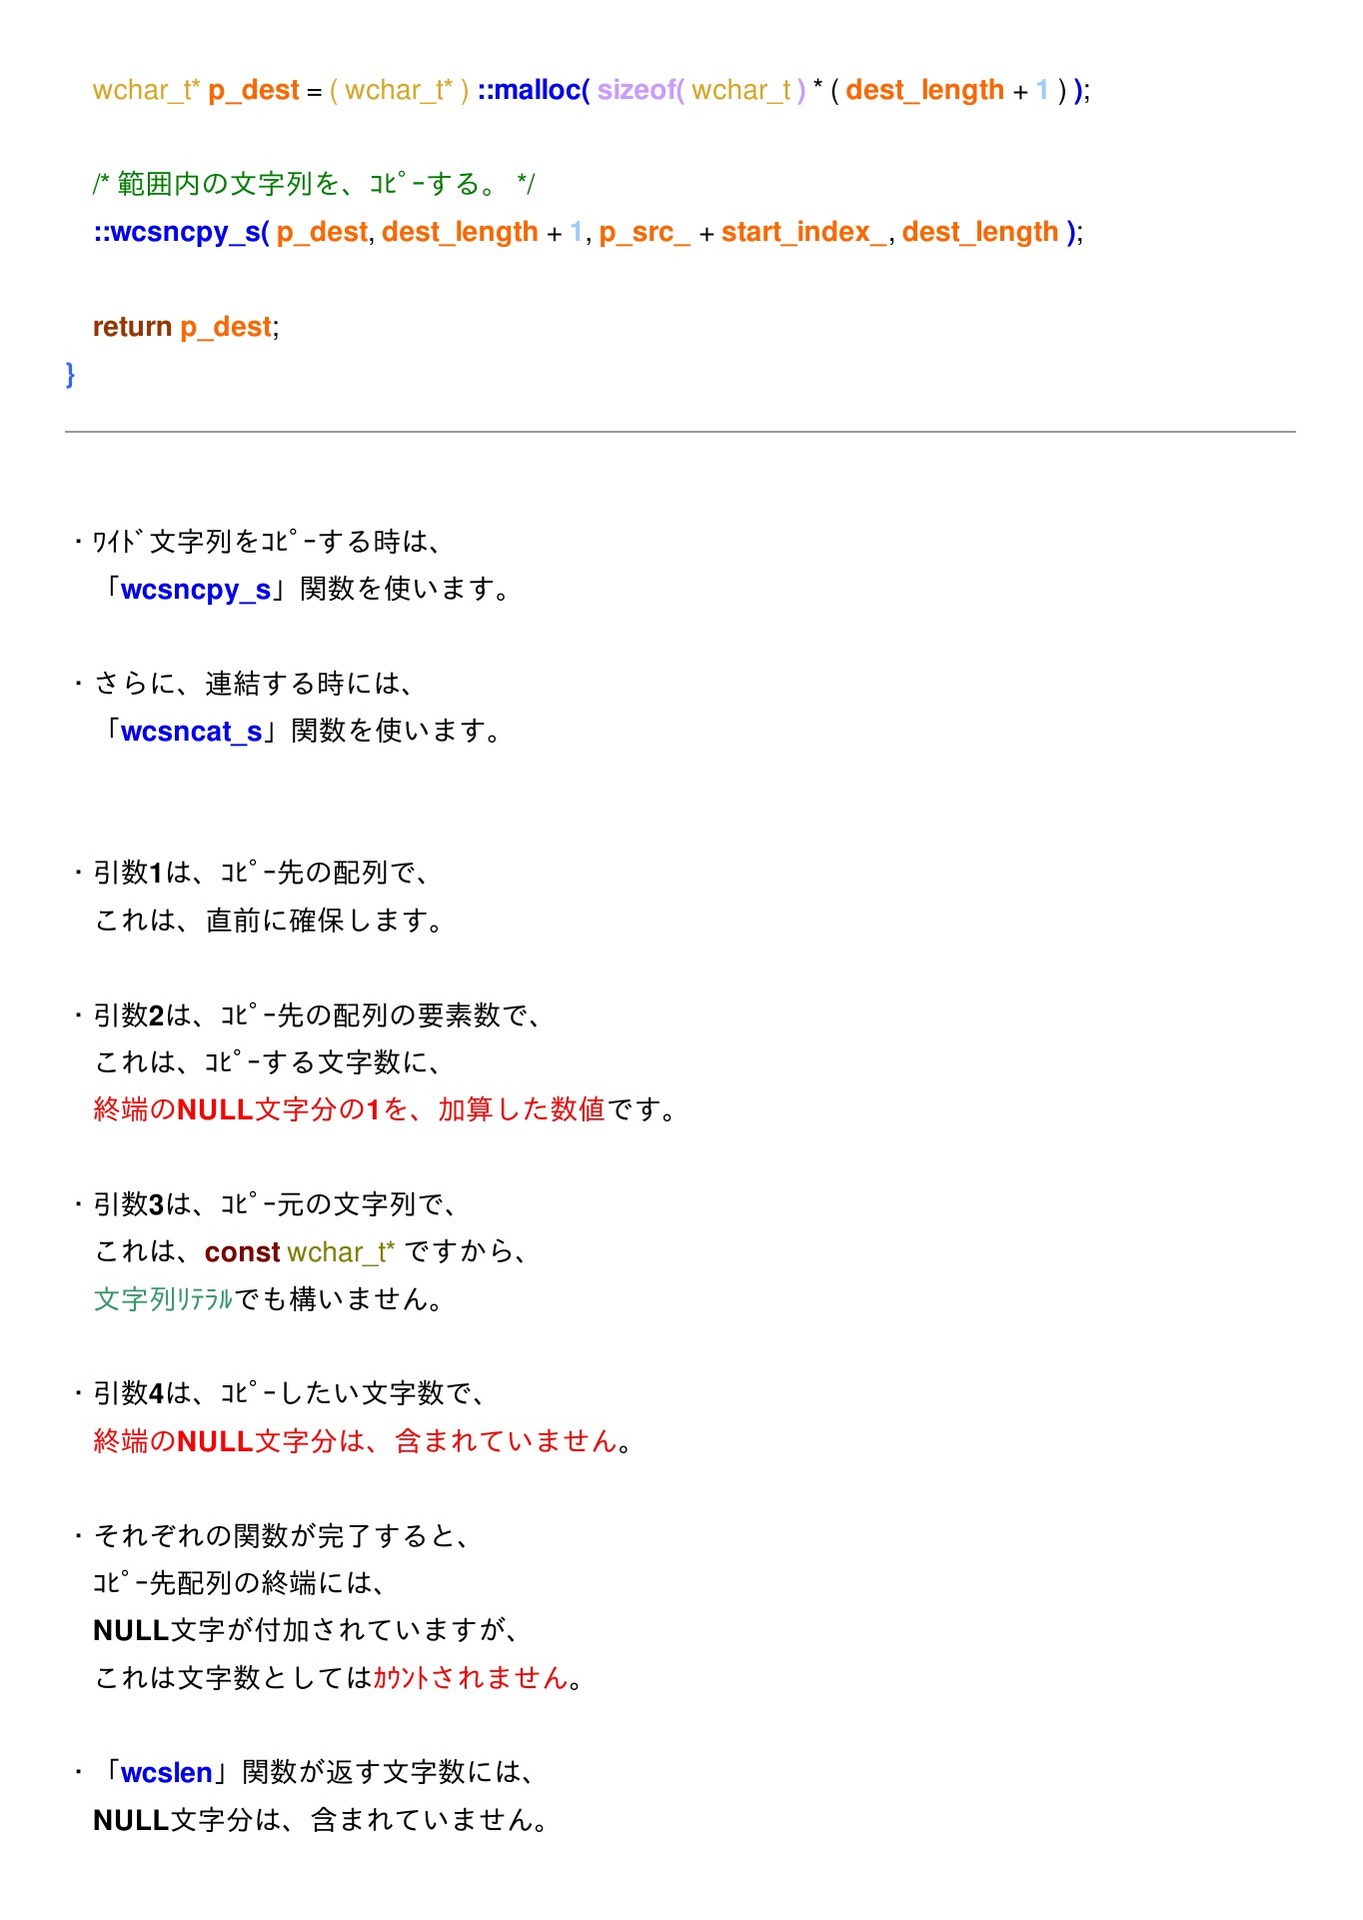 wchar_t* p_dest = ( wchar_t* ) ::malloc( sizeof( wchar_t ) * ( dest_length + 1 ) );
/* 範囲内の文字列を、ｺﾋﾟｰする。 */
::wcsncpy_s( p_dest, dest_length + 1, p_src_ + start_index_, dest_length );
return p_dest;
}
・ﾜｲﾄﾞ文字列をｺﾋﾟｰする時は、
「wcsncpy_s」関数を使います。
・さらに、連結する時には、
「wcsncat_s」関数を使います。
・引数1は、ｺﾋﾟｰ先の配列で、
これは、直前に確保します。
・引数2は、ｺﾋﾟｰ先の配列の要素数で、
これは、ｺﾋﾟｰする文字数に、
終端のNULL文字分の1を、加算した数値です。
・引数3は、ｺﾋﾟｰ元の文字列で、
これは、const wchar_t* ですから、
文字列ﾘﾃﾗﾙでも構いません。
・引数4は、ｺﾋﾟｰしたい文字数で、
終端のNULL文字分は、含まれていません。
・それぞれの関数が完了すると、
ｺﾋﾟｰ先配列の終端には、
NULL文字が付加されていますが、
これは文字数としてはｶｳﾝﾄされません。
・「wcslen」関数が返す文字数には、
NULL文字分は、含まれていません。